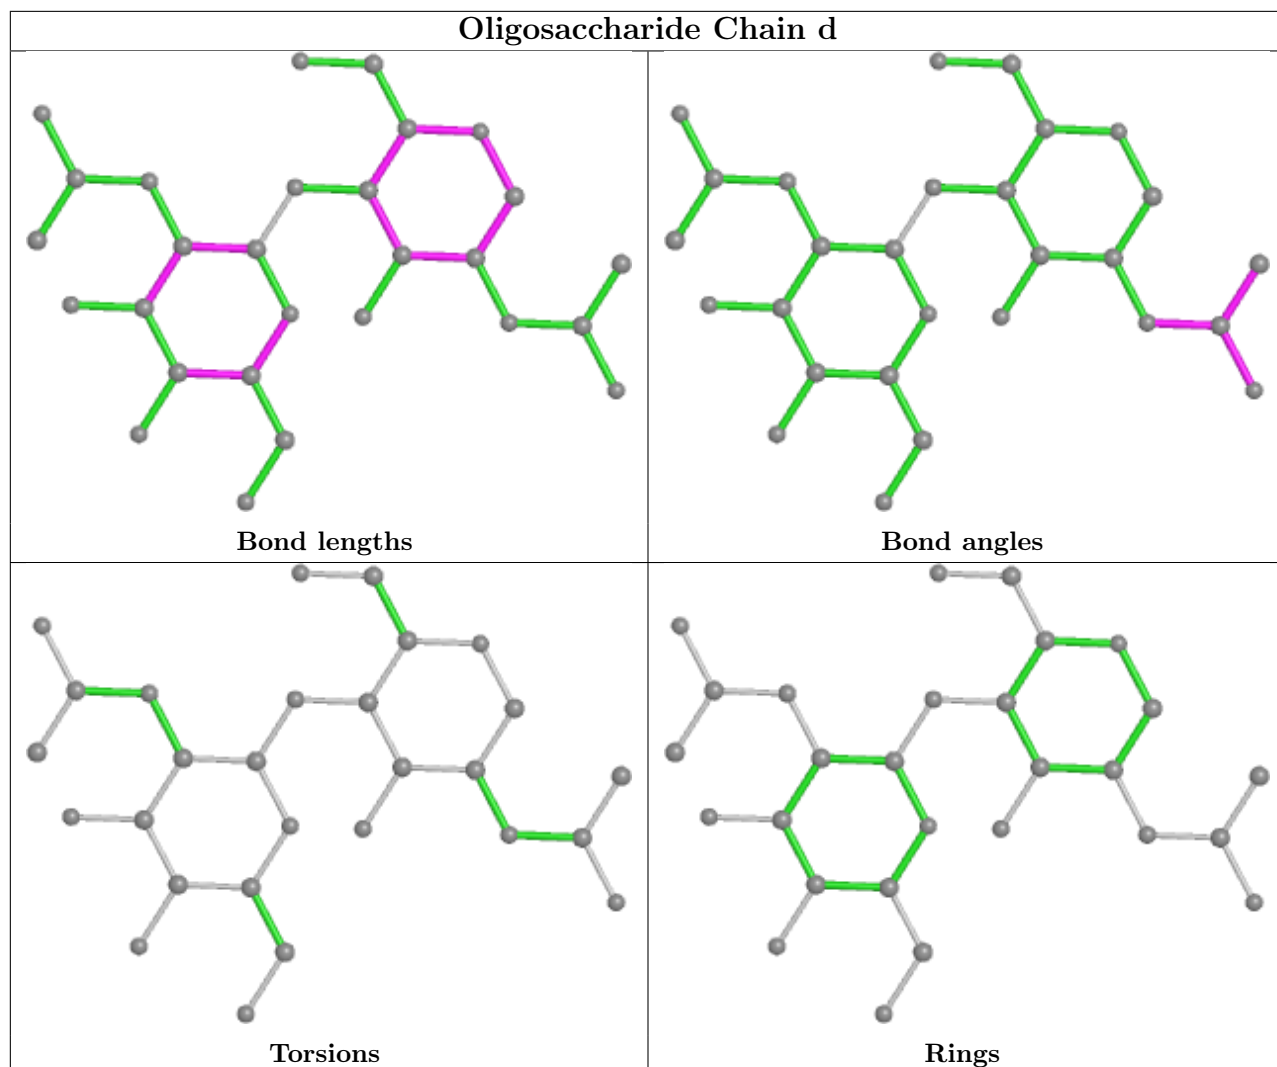 Oligosaccharide Chain d
Bond lengths
Bond angles
Torsions
Rings